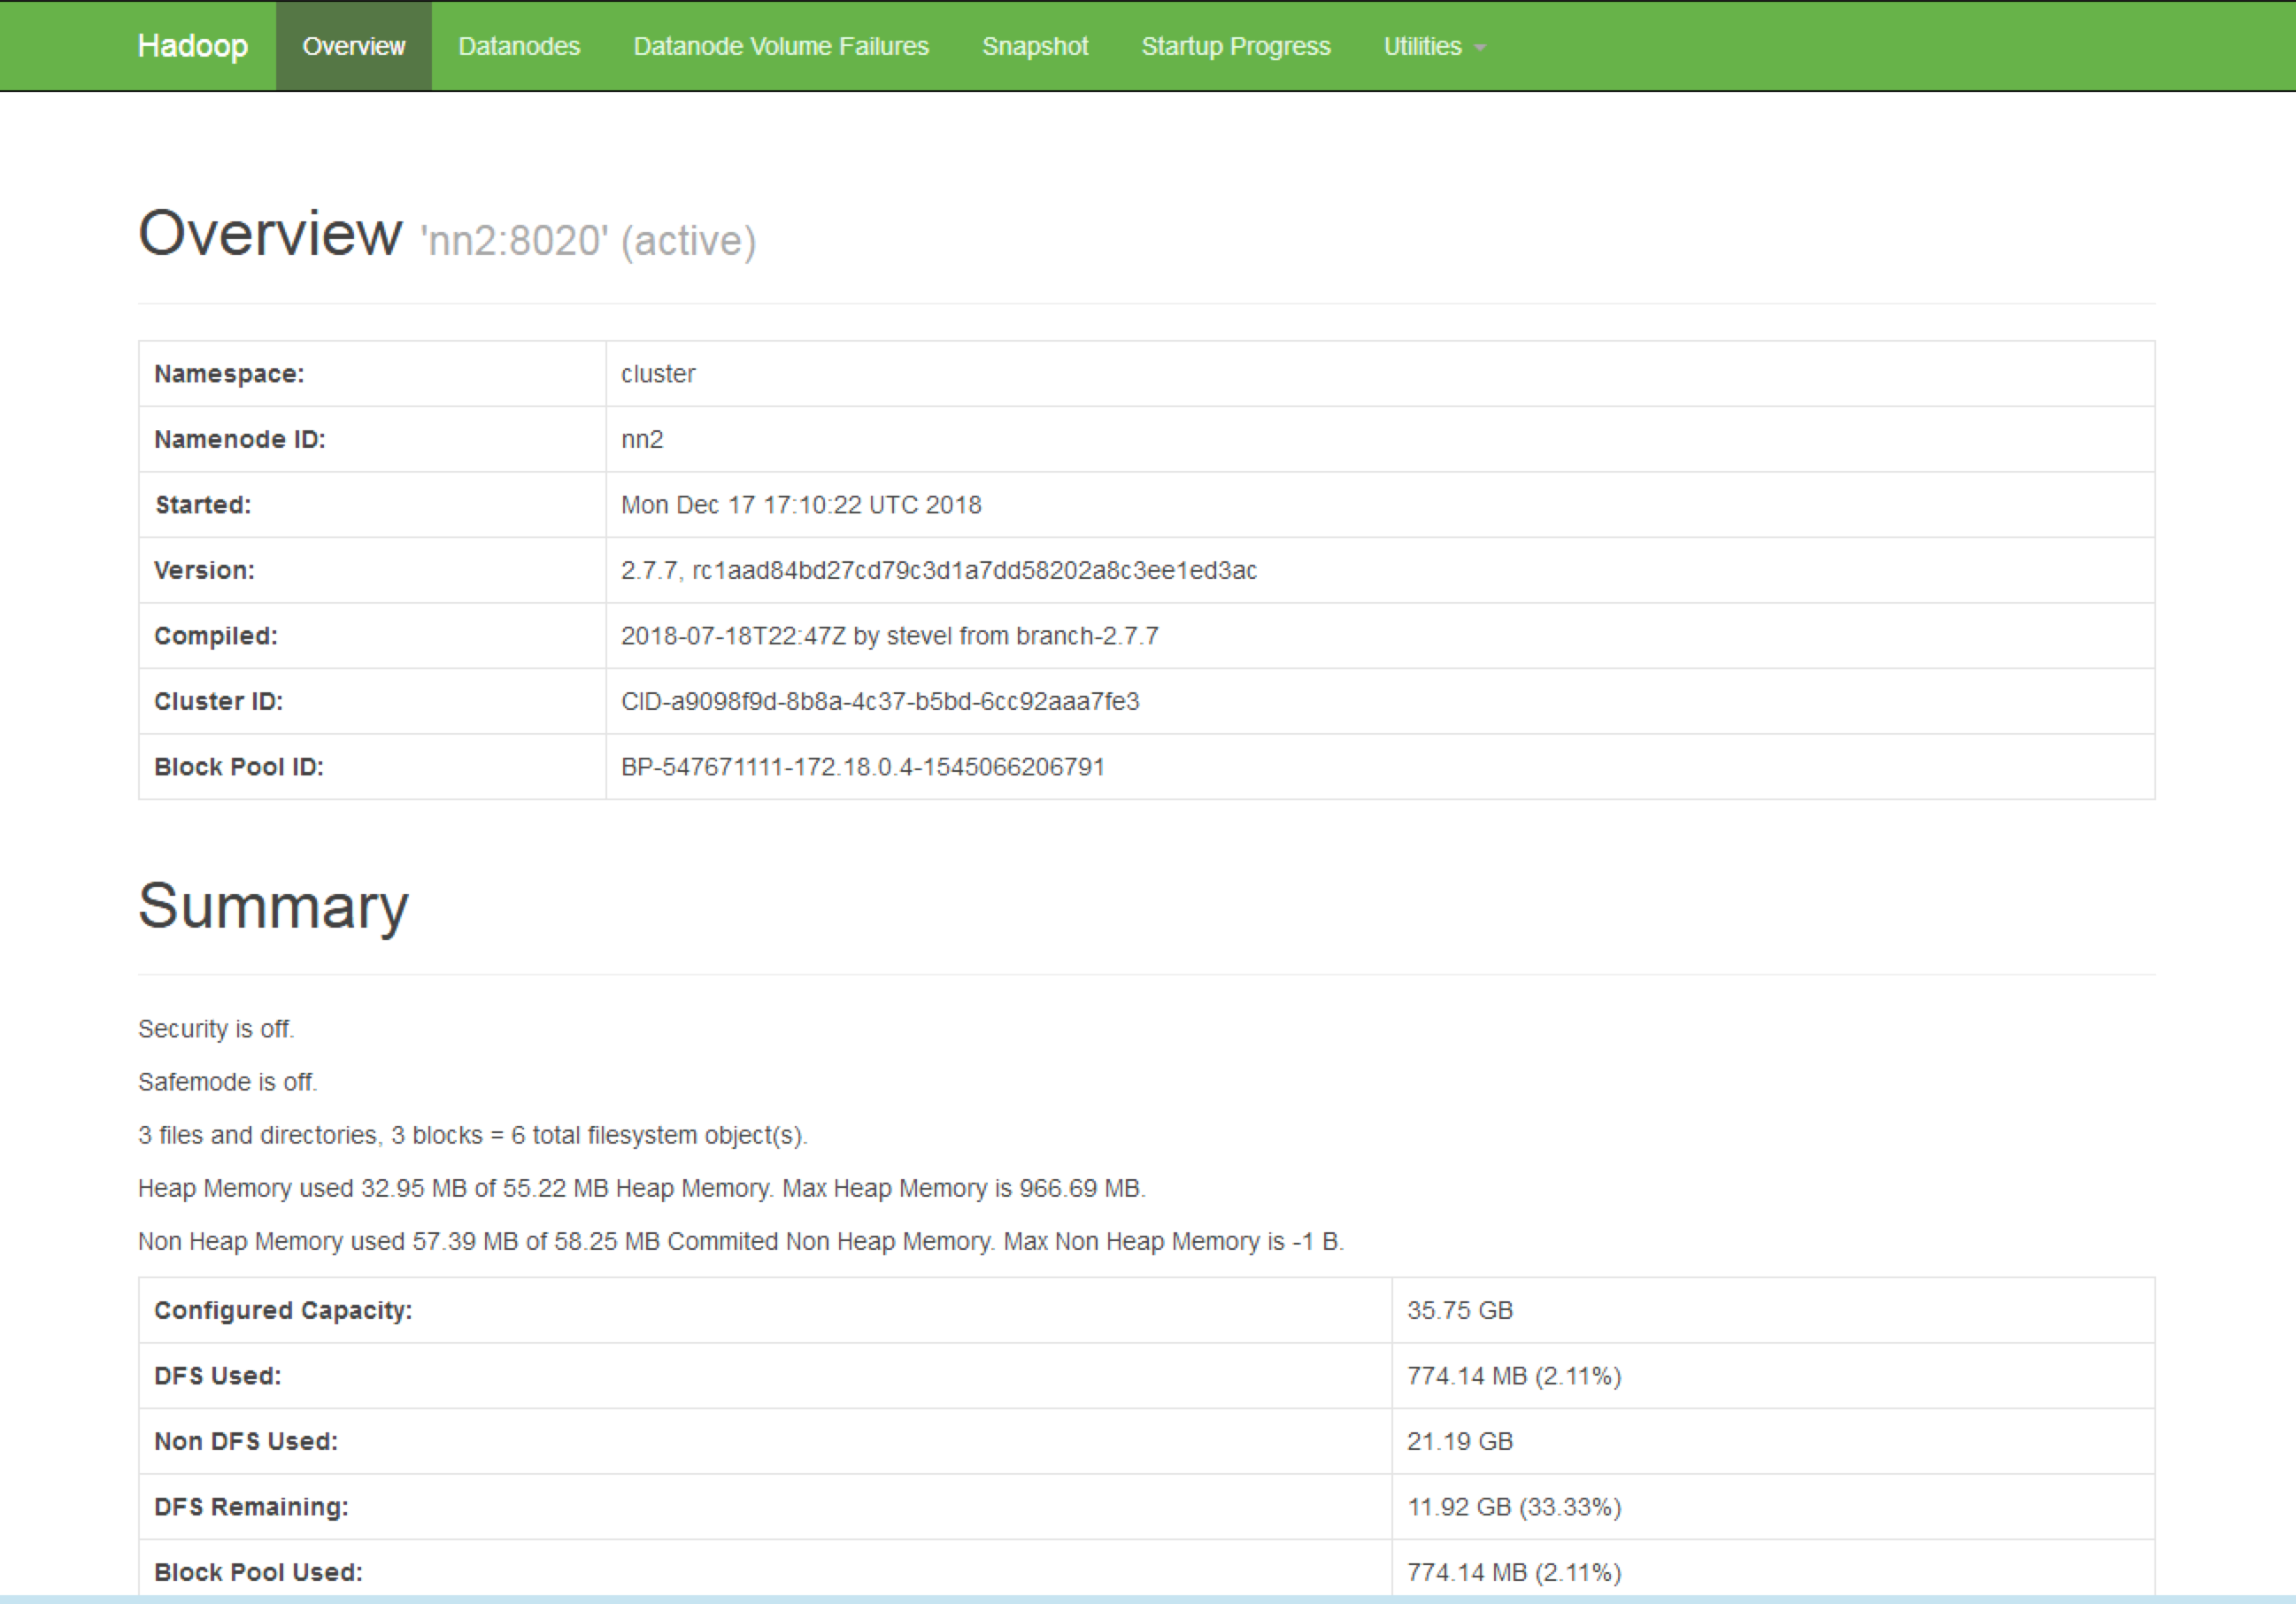 Hadoop Overview Datanodes Datanode Volume Failures Snapshot Startup Progress Utilities
Overview 'nn2:8020' (active)
Namespace: cluster
Namenode ID: nn2
Started: Mon Dec 17 17:10:22 UTC 2018
Version: 2.7.7, rc1aad84bd27cd79c3d1a7dd58202a8c3ee1ed3ac
Compiled: 2018-07-18T22:47Z by stevel from branch-2.7.7
Cluster ID: CID-a9098f9d-8b8a-4c37-b5bd-6cc92aaa7fe3
Block Pool ID: BP-547671111-172.18.0.4-1545066206791
Summary
Security is off.
Safemode is off.
3 files and directories, 3 blocks = 6 total filesystem object(s).
Heap Memory used 32.95 MB of 55.22 MB Heap Memory. Max Heap Memory is 966.69 MB.
Non Heap Memory used 57.39 MB of 58.25 MB Commited Non Heap Memory. Max Non Heap Memory is -1 B.
Configured Capacity: 35.75 GB
DFS Used: 774.14 MB (2.11%)
Non DFS Used: 21.19 GB
DFS Remaining: 11.92 GB (33.33%)
Block Pool Used: 774.14 MB (2.11%)